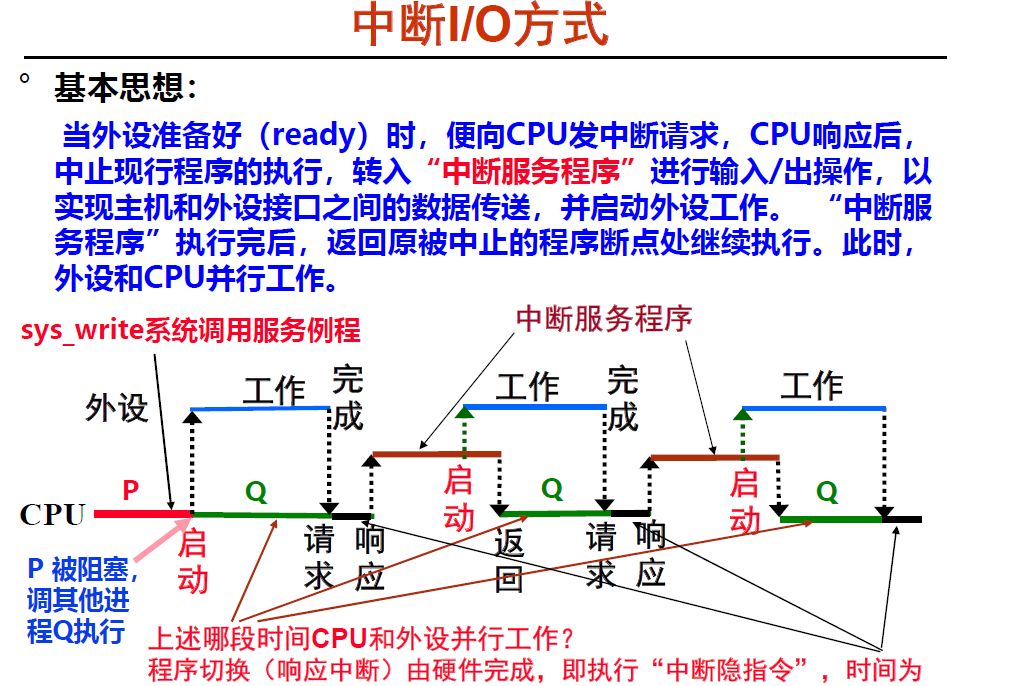 中断I/O方式
° 基本思想：
当外设准备好（ready）时，便向CPU发中断请求，CPU响应后，
中止现行程序的执行，转入“中断服务程序”进行输入/出操作，以
实现主机和外设接口之间的数据传送，并启动外设工作。 “中断服
务程序”执行完后，返回原被中止的程序断点处继续执行。此时，
外设和CPU并行工作。
sys_write系统调用服务例程
中断服务程序
外设
工作
完成
工作
完成
工作
P
Q
启动
Q
启动
Q
CPU
启动
请求
响应
返回
请求
响应
P 被阻塞，
调其他进
程Q执行
上述哪段时间CPU和外设并行工作？
程序切换（响应中断）由硬件完成，即执行“中断隐指令”，时间为